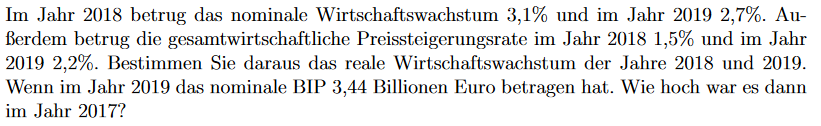 Im Jahr 2018 betrug das nominale Wirtschaftswachstum 3,1% und im Jahr 2019 2,7%. Au-
ßerdem betrug die gesamtwirtschaftliche Preissteigerungsrate im Jahr 2018 1,5% und im Jahr
2019 2,2%. Bestimmen Sie daraus das reale Wirtschaftswachstum der Jahre 2018 und 2019.
Wenn im Jahr 2019 das nominale BIP 3,44 Billionen Euro betragen hat. Wie hoch war es dann
im Jahr 2017?